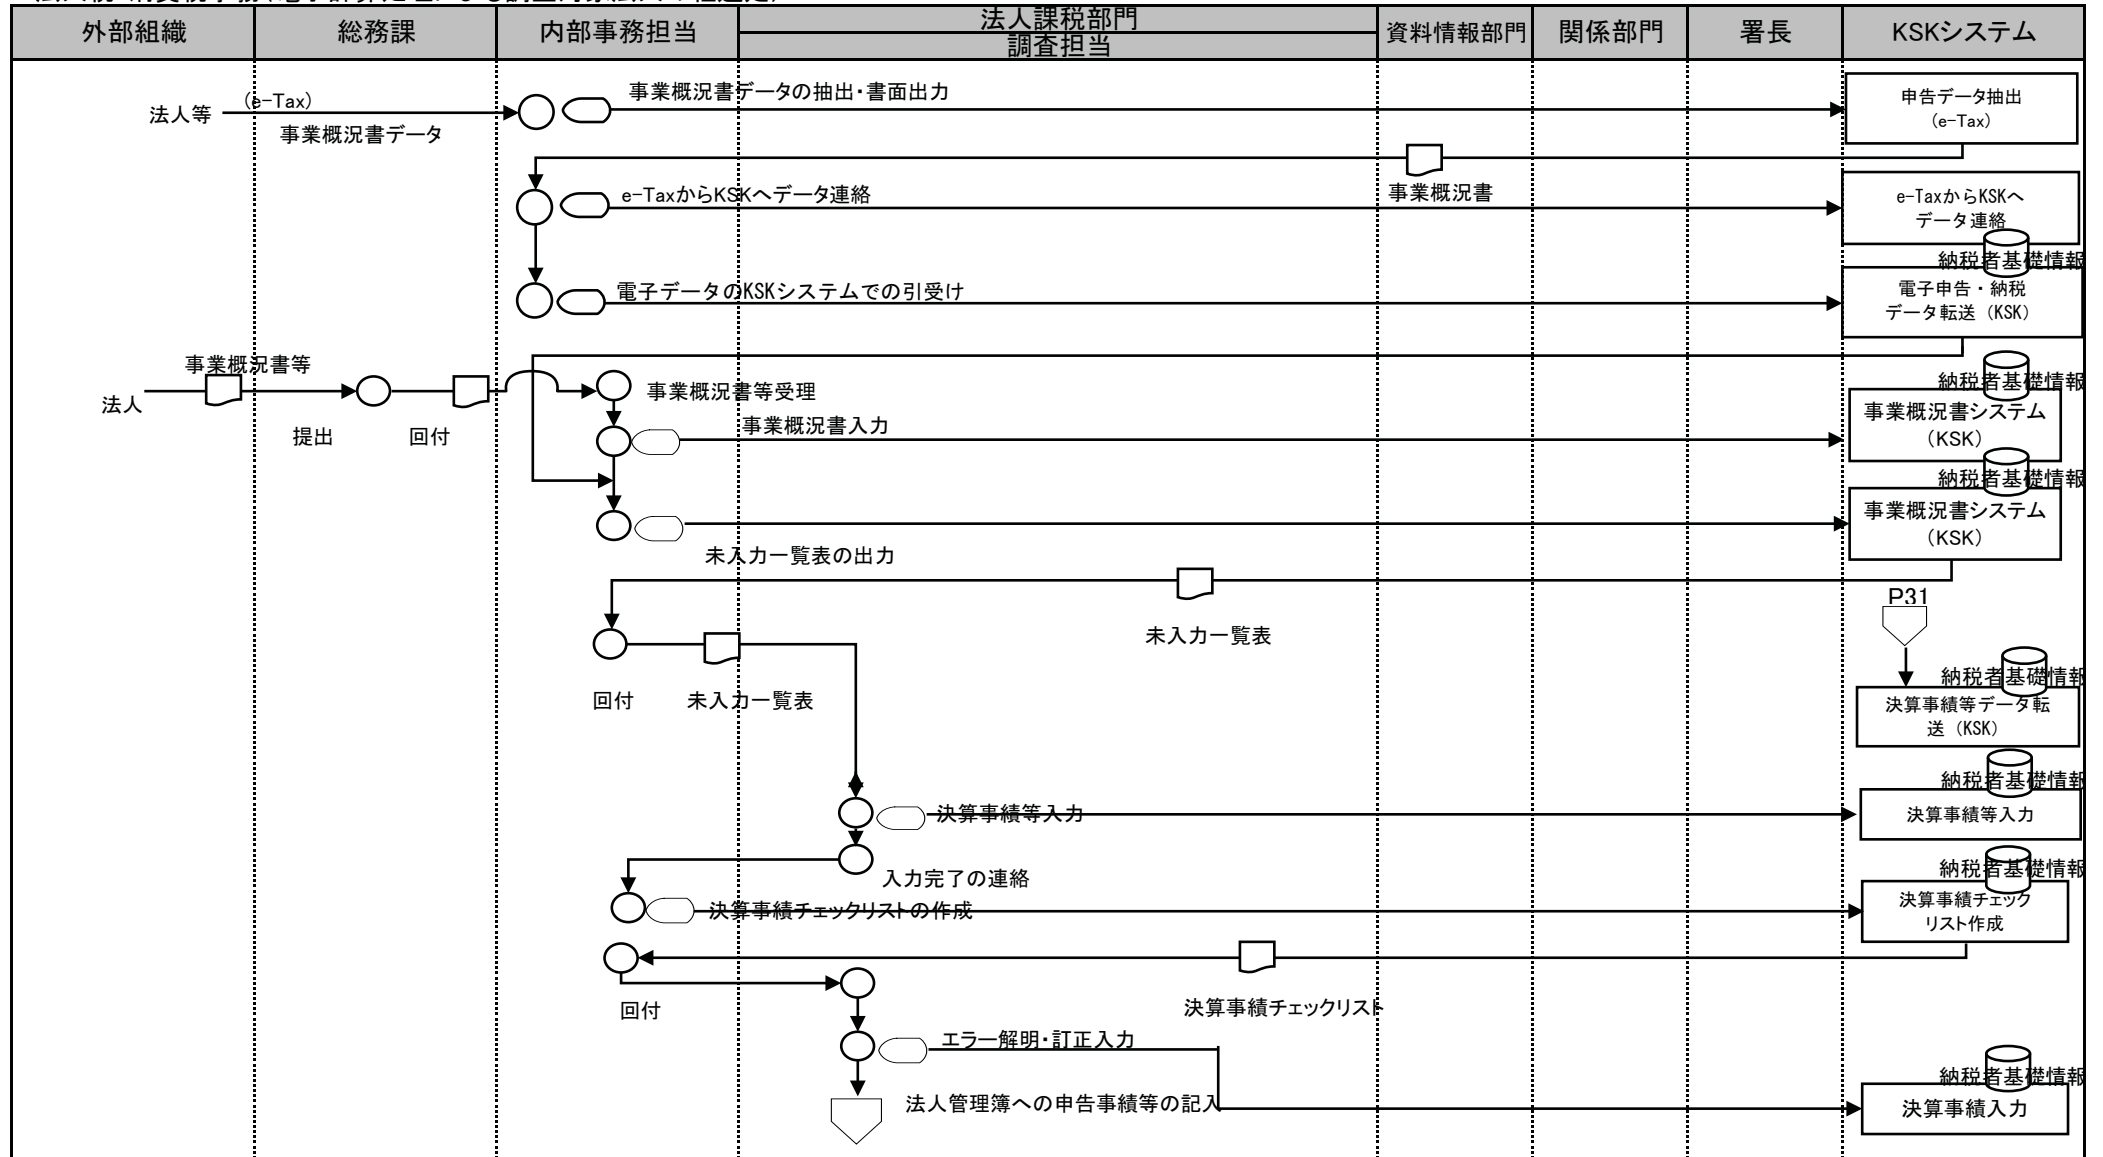 外部組織
総務課
内部事務担当
法人課税部門
調査担当
資料情報部門
関係部門
署長
KSKシステム
法人等
(e-Tax)
事業概況書データ
事業概況書データの抽出・書面出力
申告データ抽出
(e-Tax)
事業概況書
e-TaxからKSKへデータ連絡
e-TaxからKSKへ
データ連絡
納税者基礎情報
電子データのKSKシステムでの引受け
電子申告・納税
データ転送（KSK）
事業概況書等
法人
提出
回付
事業概況書等受理
納税者基礎情報
事業概況書入力
事業概況書システム
（KSK）
納税者基礎情報
事業概況書システム
（KSK）
未入力一覧表の出力
未入力一覧表
P31
回付
未入力一覧表
納税者基礎情報
決算事績等データ転
送（KSK）
納税者基礎情報
決算事績等入力
決算事績等入力
入力完了の連絡
納税者基礎情報
決算事績チェックリストの作成
決算事績チェック
リスト作成
回付
決算事績チェックリスト
エラー解明・訂正入力
納税者基礎情報
法人管理簿への申告事績等の記入
決算事績入力